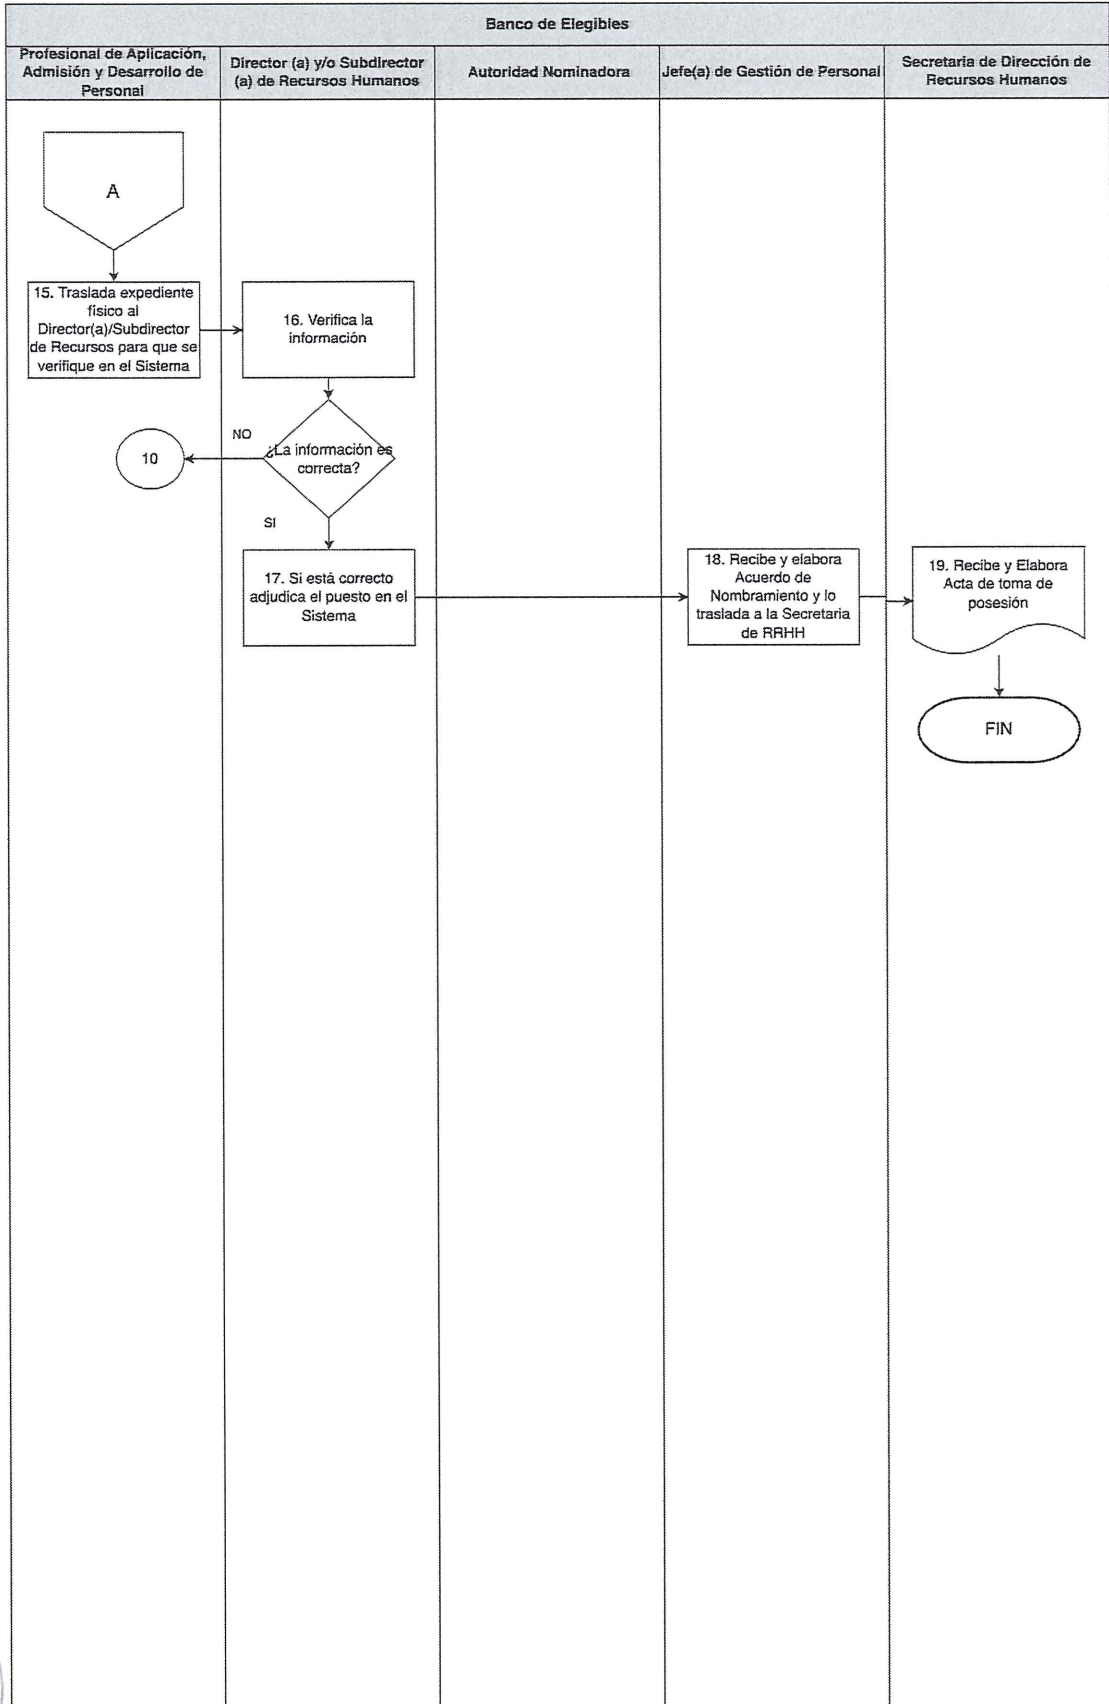 Banco de Elegibles
Profesional de Aplicación,
Admisión y Desarrollo de
Personal
Director (a) y/o Subdirector
(a) de Recursos Humanos
Autoridad Nominadora
Jefe(a) de Gestión de Personal
Secretaria de Dirección de
Recursos Humanos
A
15. Traslada expediente
físico al
Director(a)/Subdirector
de Recursos para que se
verifique en el Sistema
16. Verifica la
información
NO
¿La información es
correcta?
10
SI
17. Si está correcto
adjudica el puesto en el
Sistema
18. Recibe y elabora
Acuerdo de
Nombramiento y lo
traslada a la Secretaria
de RRHH
19. Recibe y Elabora
Acta de toma de
posesión
FIN